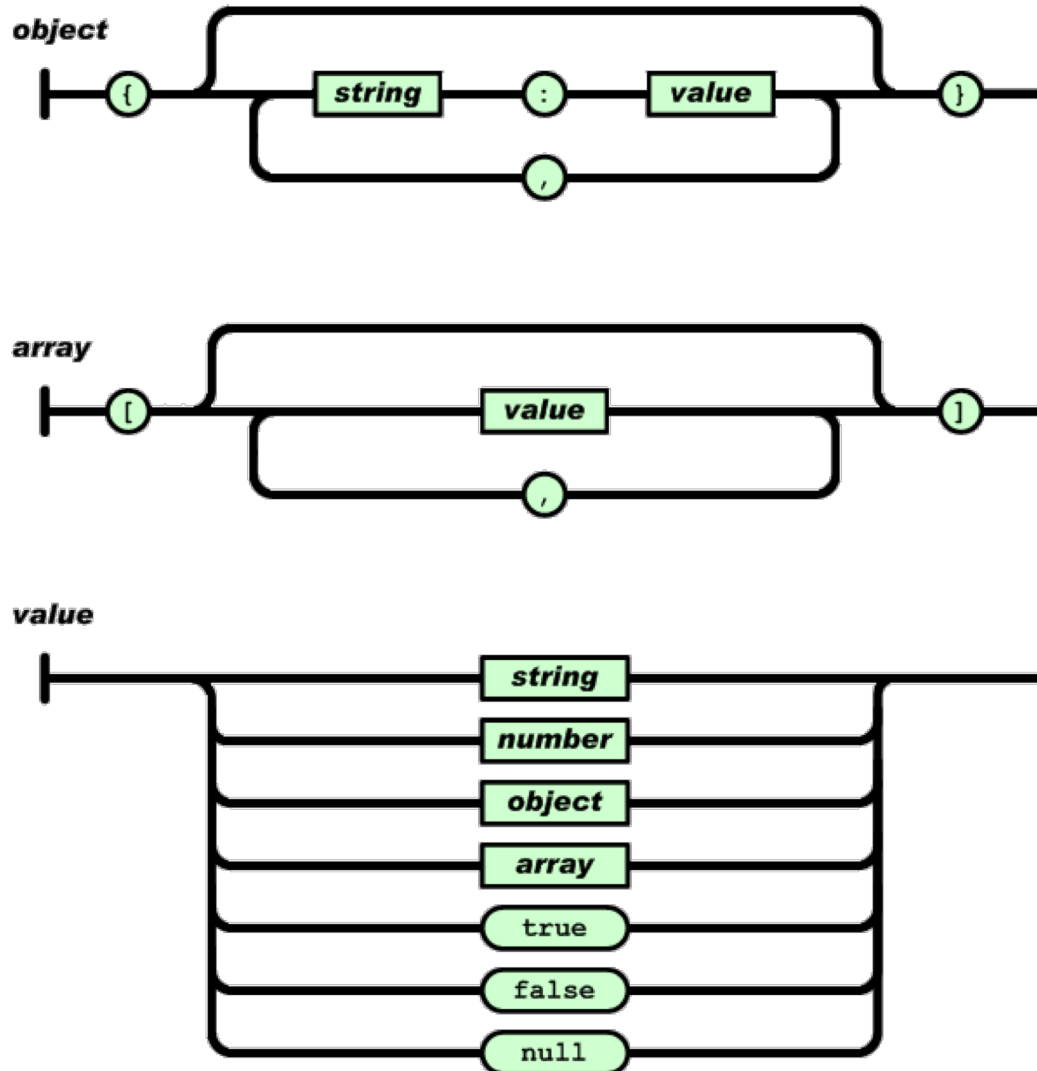 object
{ string : value }
,
array
[ value ]
,
value
string
number
object
array
true
false
null